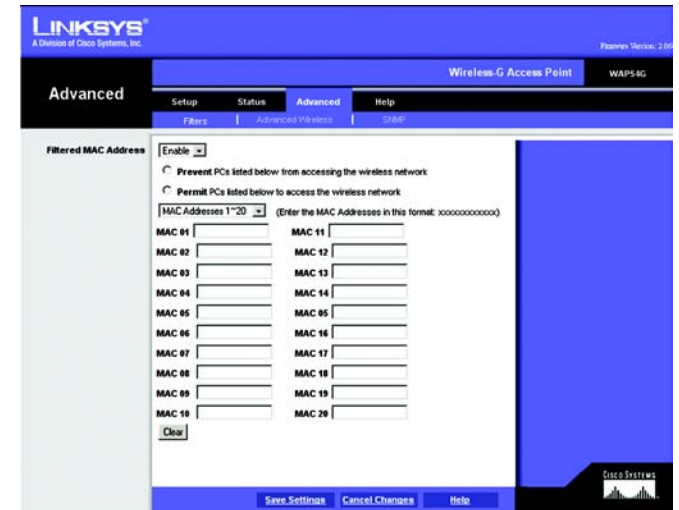 LINKSYS®
A Division of Cisco Systems, Inc.
Firmware Version: 2.06
Wireless-G Access Point WAP54G
Advanced
Setup Status Advanced Help
Filters | Advanced Wireless | SNMP
Filtered MAC Address Enable
Prevent PCs listed below from accessing the wireless network
Permit PCs listed below to access the wireless network
MAC Addresses 1~20 (Enter the MAC Addresses in this format: xxxxxxxxxxxx)
MAC 01 MAC 11
MAC 02 MAC 12
MAC 03 MAC 13
MAC 04 MAC 14
MAC 05 MAC 05
MAC 06 MAC 16
MAC 07 MAC 17
MAC 08 MAC 18
MAC 09 MAC 19
MAC 10 MAC 20
Clear
Save Settings Cancel Changes Help
CISCO SYSTEMS